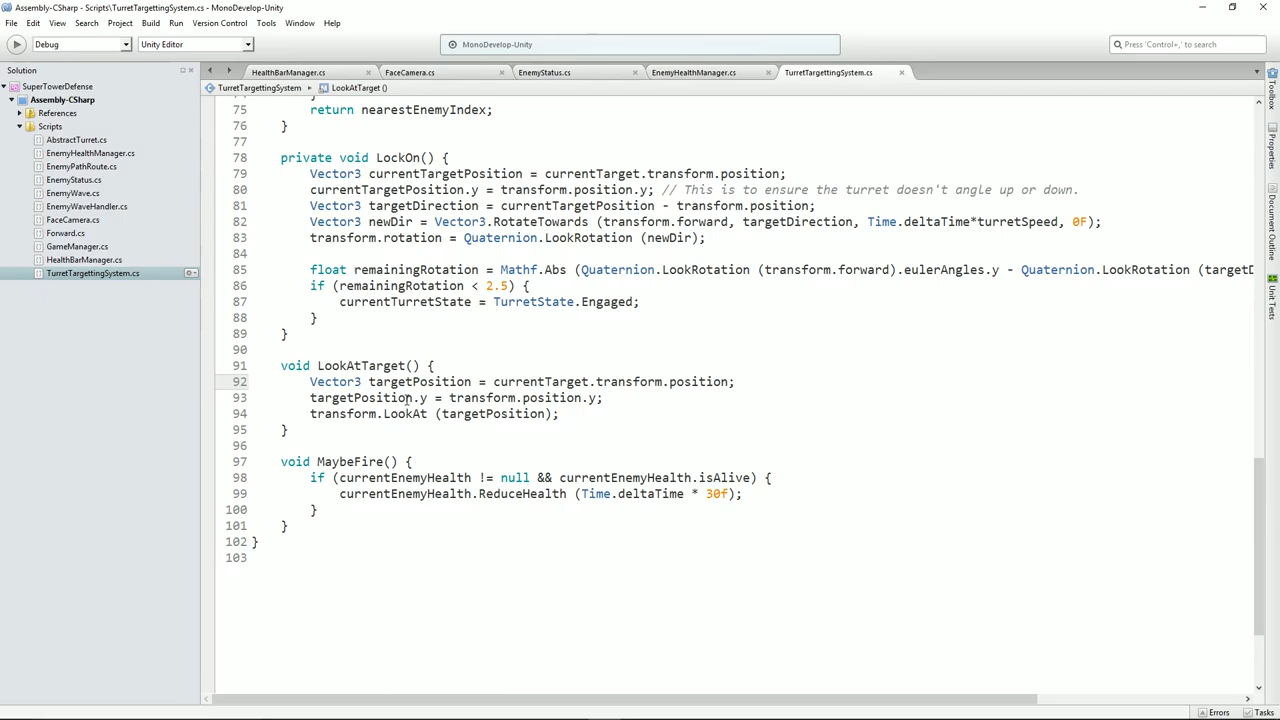 Assembly-CSharp - Scripts\TurretTargettingSystem.cs - MonoDevelop-Unity
File Edit View Search Project Build Run Version Control Tools Window Help
Debug Unity Editor MonoDevelop-Unity Press 'Control+,' to search
Solution
HealthBarManager.cs FaceCamera.cs EnemyStatus.cs EnemyHealthManager.cs TurretTargettingSystem.cs
TurretTargettingSystem LookAtTarget ()
SuperTowerDefense
Assembly-CSharp
References
Scripts
AbstractTurret.cs
EnemyHealthManager.cs
EnemyPathRoute.cs
EnemyStatus.cs
EnemyWave.cs
EnemyWaveHandler.cs
FaceCamera.cs
Forward.cs
GameManager.cs
HealthBarManager.cs
TurretTargettingSystem.cs
74 }
75 return nearestEnemyIndex;
76 }
77
78 private void LockOn() {
79 Vector3 currentTargetPosition = currentTarget.transform.position;
80 currentTargetPosition.y = transform.position.y; // This is to ensure the turret doesn't angle up or down.
81 Vector3 targetDirection = currentTargetPosition - transform.position;
82 Vector3 newDir = Vector3.RotateTowards (transform.forward, targetDirection, Time.deltaTime*turretSpeed, 0F);
83 transform.rotation = Quaternion.LookRotation (newDir);
84
85 float remainingRotation = Mathf.Abs (Quaternion.LookRotation (transform.forward).eulerAngles.y - Quaternion.LookRotation (targetD
86 if (remainingRotation < 2.5) {
87 currentTurretState = TurretState.Engaged;
88 }
89 }
90
91 void LookAtTarget() {
92 Vector3 targetPosition = currentTarget.transform.position;
93 targetPosition.y = transform.position.y;
94 transform.LookAt (targetPosition);
95 }
96
97 void MaybeFire() {
98 if (currentEnemyHealth != null && currentEnemyHealth.isAlive) {
99 currentEnemyHealth.ReduceHealth (Time.deltaTime * 30f);
100 }
101 }
102 }
103
Toolbox
Properties
Document Outline
Unit Tests
Errors Tasks